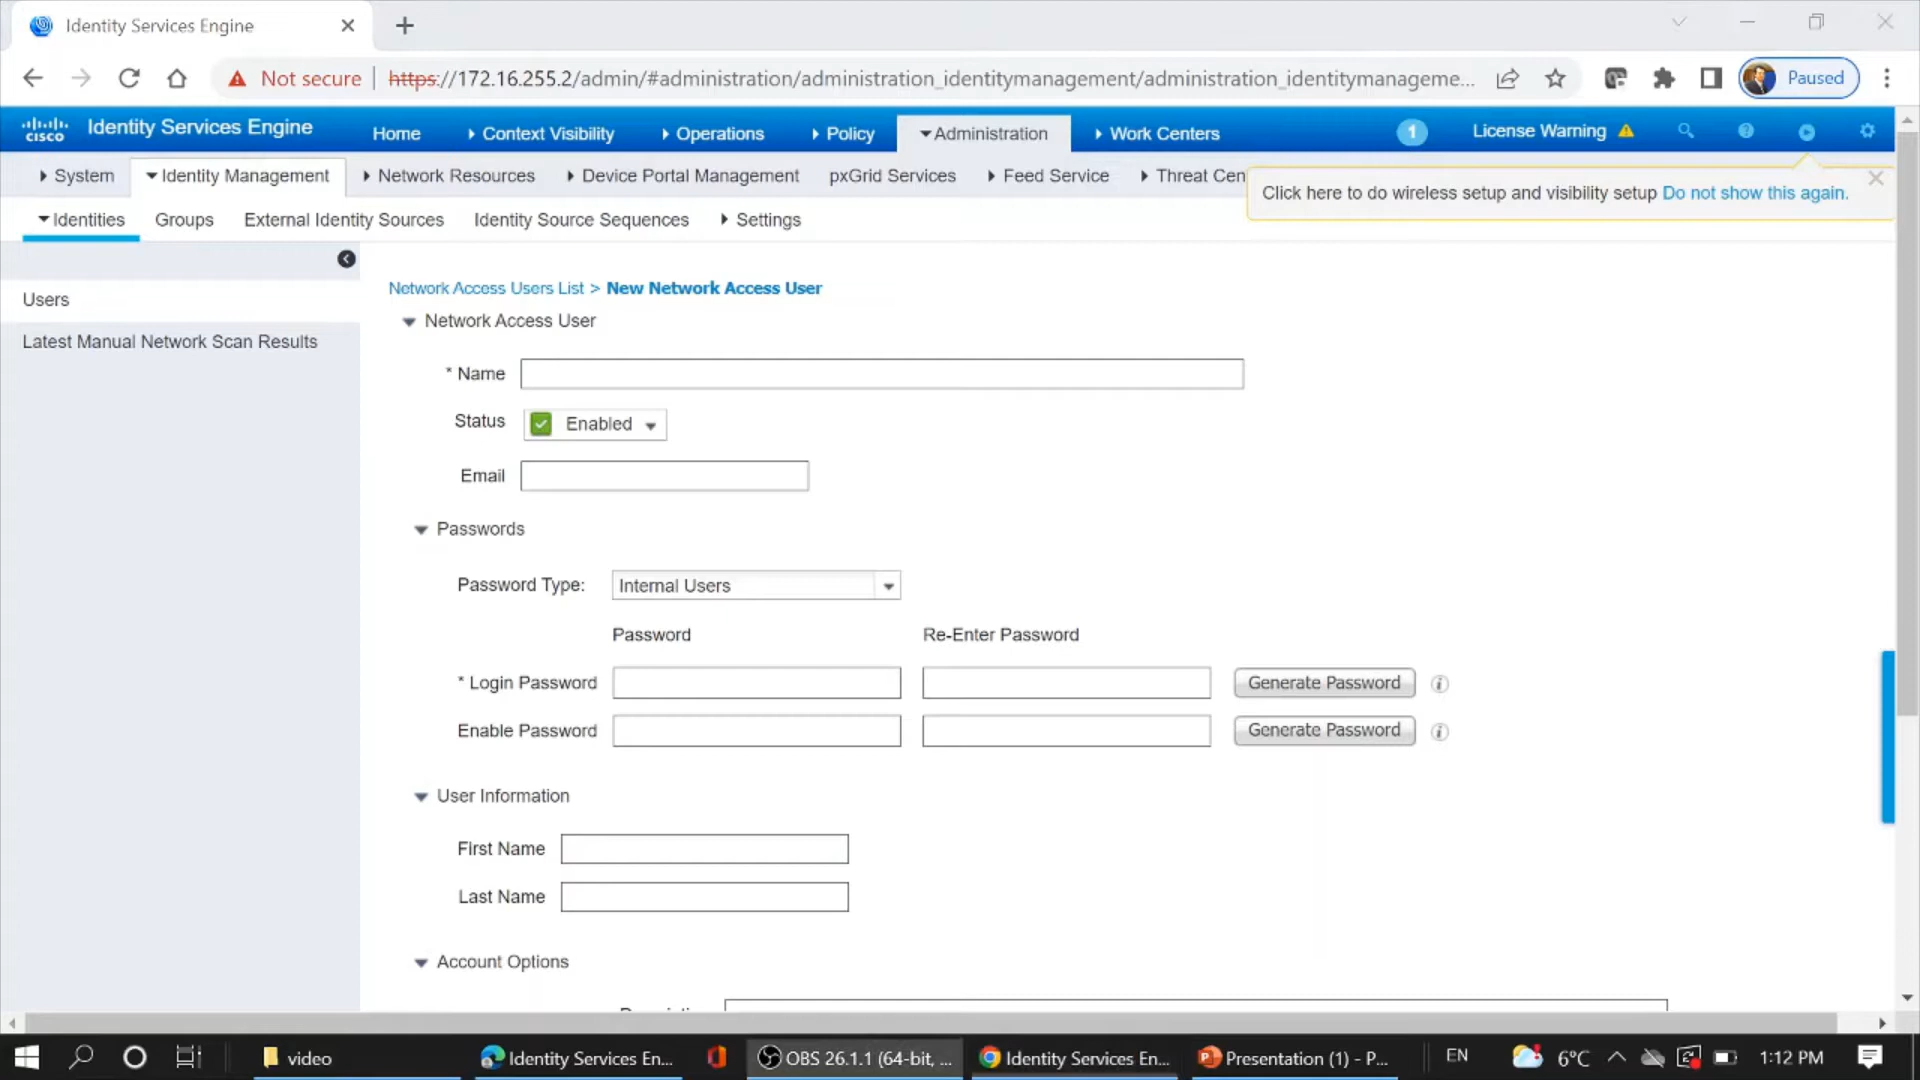 Identity Services Engine
Not secure https://172.16.255.2/admin/#administration/administration_identitymanagement/administration_identitymanageme... Paused
CISCO Identity Services Engine Home Context Visibility Operations Policy Administration Work Centers 1 License Warning
System Identity Management Network Resources Device Portal Management pxGrid Services Feed Service Threat Cen
Click here to do wireless setup and visibility setup Do not show this again.
Identities Groups External Identity Sources Identity Source Sequences Settings
Users
Latest Manual Network Scan Results
Network Access Users List > New Network Access User
Network Access User
* Name
Status Enabled
Email
Passwords
Password Type: Internal Users
Password Re-Enter Password
* Login Password Generate Password i
Enable Password Generate Password i
User Information
First Name
Last Name
Account Options
video Identity Services En... OBS 26.1.1 (64-bit, ... Identity Services En... Presentation (1) - P... EN 6°C 1:12 PM